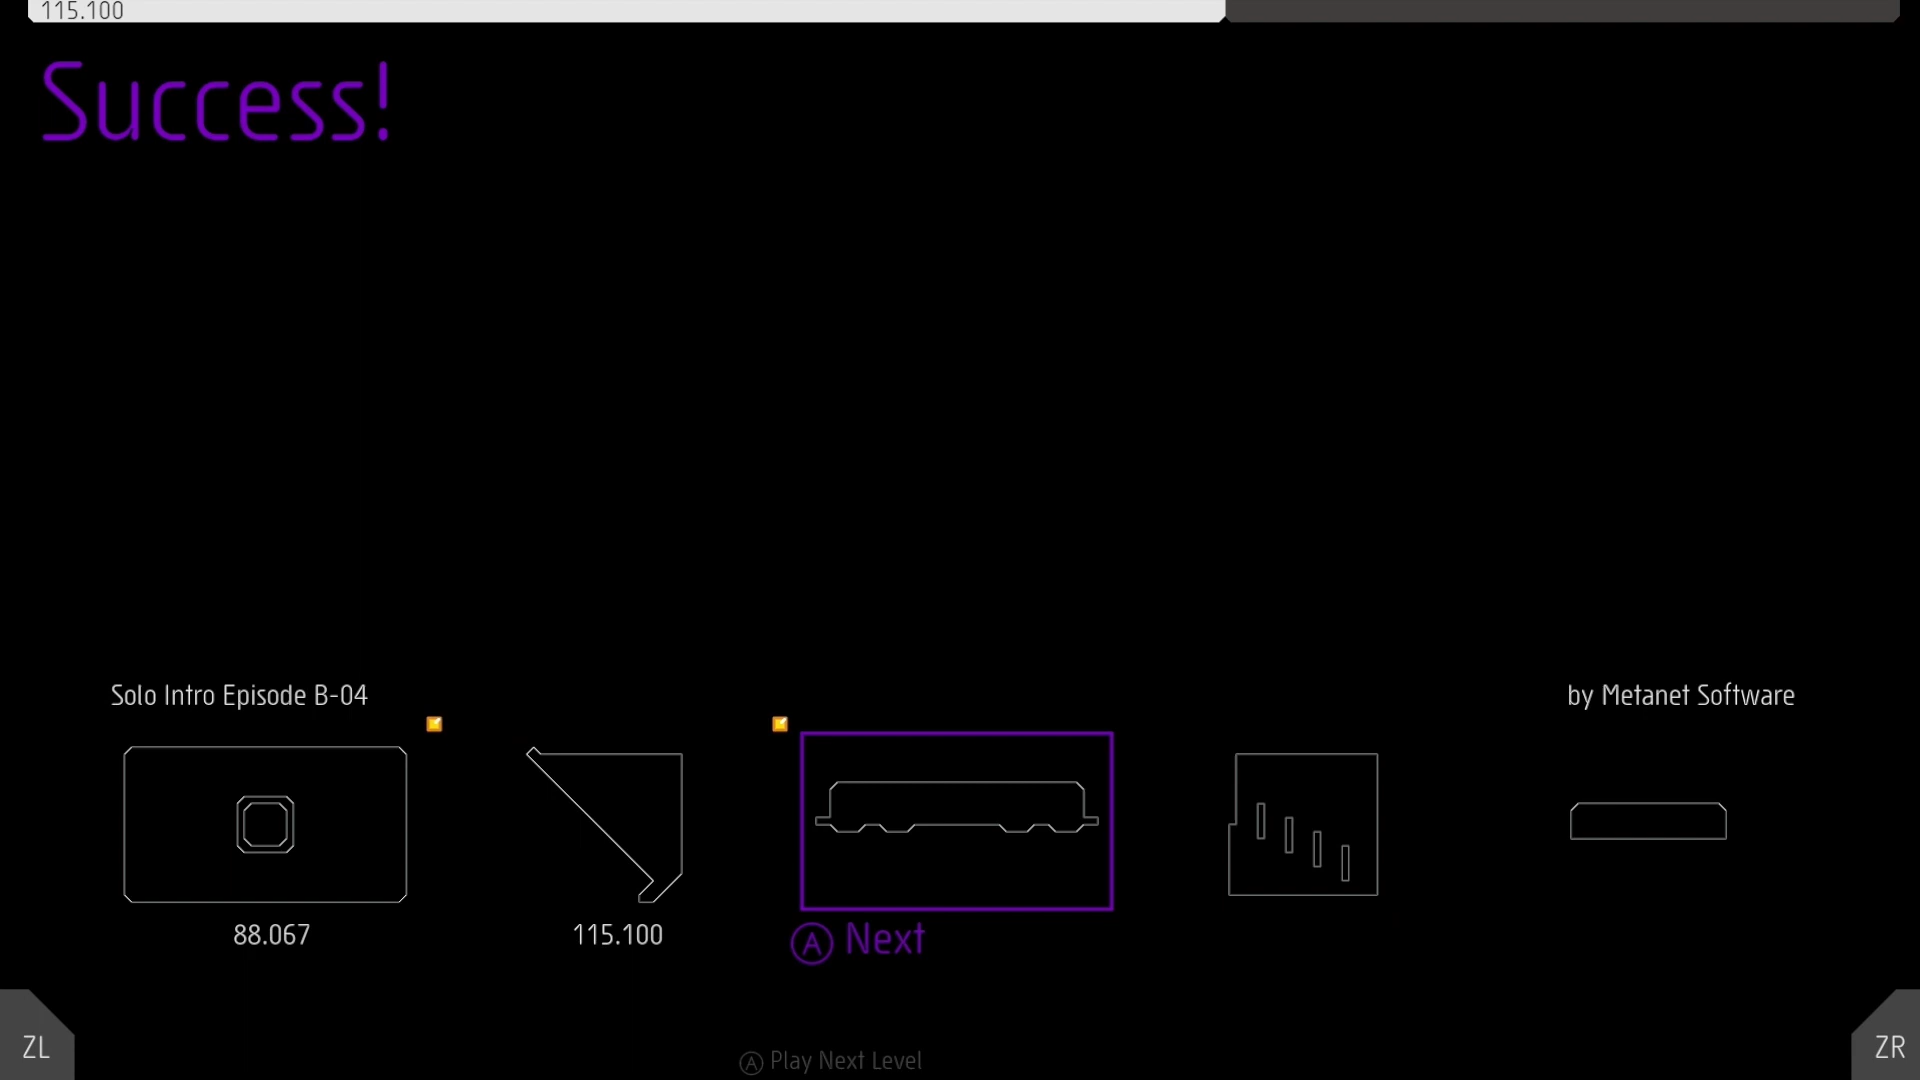 115.100
Success!
Solo Intro Episode B-04
by Metanet Software
88.067
115.100
A Next
ZL
A Play Next Level
ZR